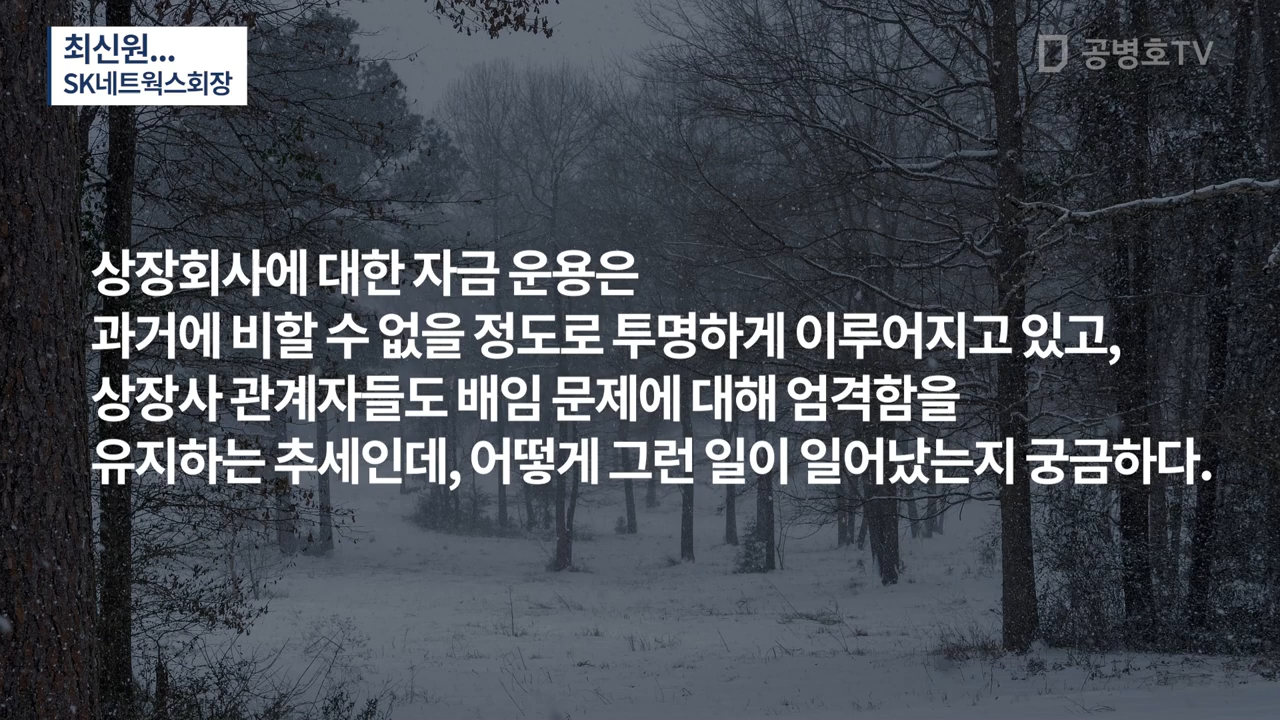 최신원...
SK네트웍스회장
공병호TV
상장회사에 대한 자금 운용은
과거에 비할 수 없을 정도로 투명하게 이루어지고 있고,
상장사 관계자들도 배임 문제에 대해 엄격함을
유지하는 추세인데, 어떻게 그런 일이 일어났는지 궁금하다.